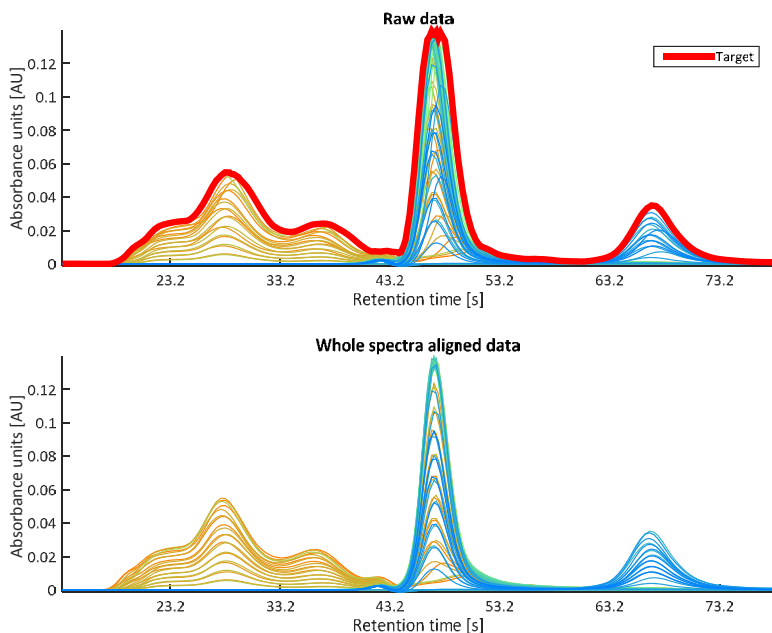 Raw data
Target
Absorbance units [AU]
0.12
0.1
0.08
0.06
0.04
0.02
0
23.2 33.2 43.2 53.2 63.2 73.2
Retention time [s]
Whole spectra aligned data
Absorbance units [AU]
0.12
0.1
0.08
0.06
0.04
0.02
0
23.2 33.2 43.2 53.2 63.2 73.2
Retention time [s]